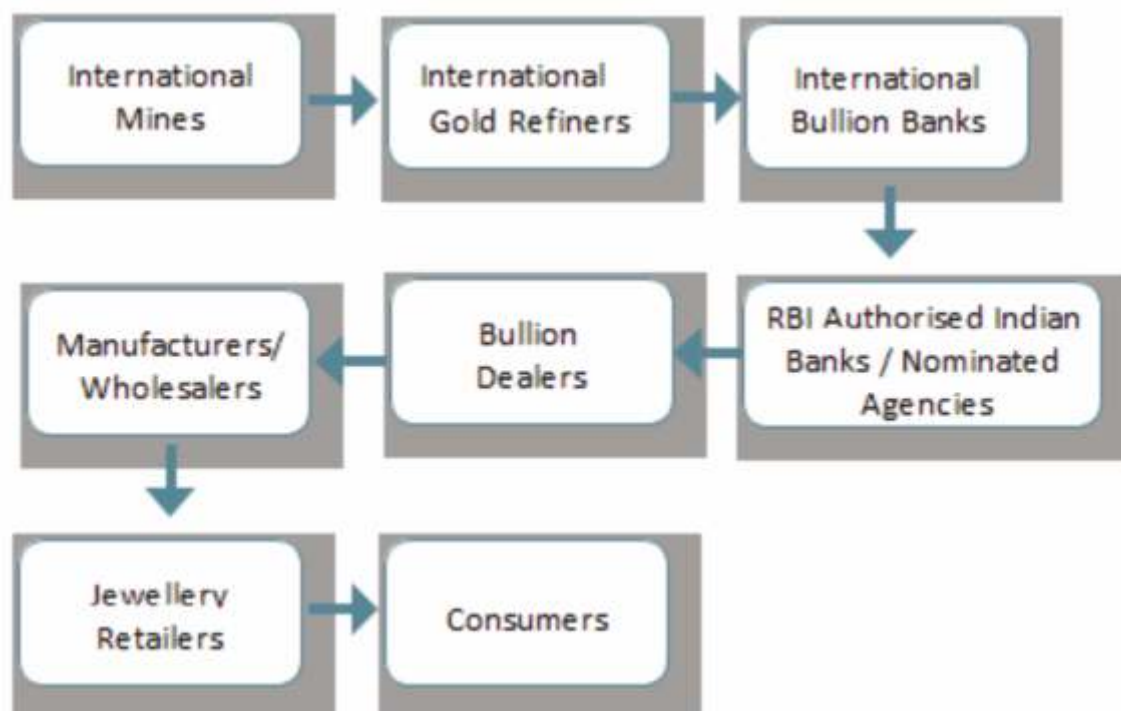 International
Mines
International
Gold Refiners
International
Bullion Banks
RBI Authorised Indian
Banks / Nominated
Agencies
Bullion
Dealers
Manufacturers/
Wholesalers
Jewellery
Retailers
Consumers